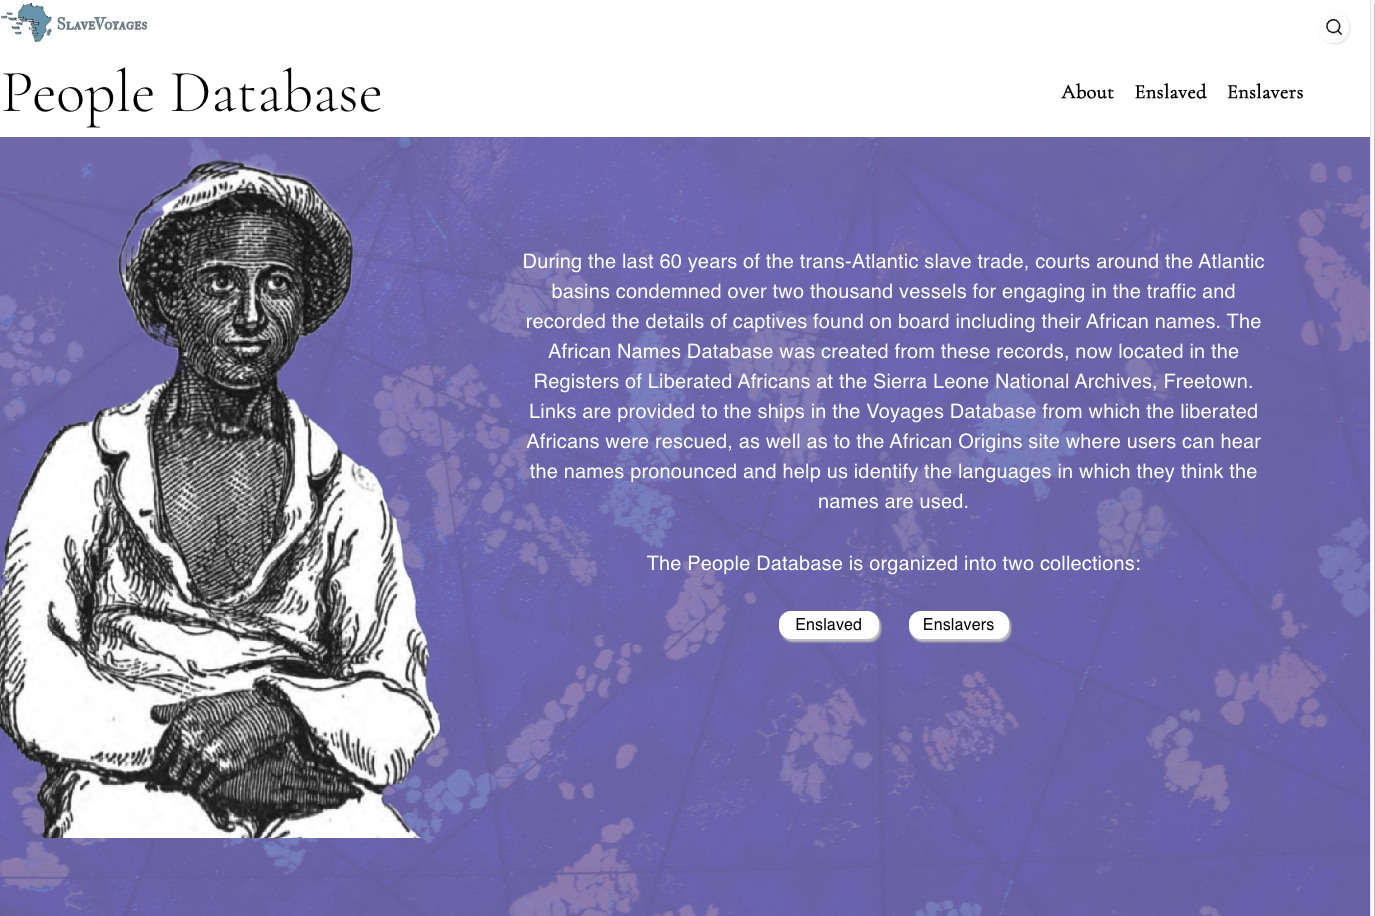 SlaveVoyages
People Database
About Enslaved Enslavers
During the last 60 years of the trans-Atlantic slave trade, courts around the Atlantic
basins condemned over two thousand vessels for engaging in the traffic and
recorded the details of captives found on board including their African names. The
African Names Database was created from these records, now located in the
Registers of Liberated Africans at the Sierra Leone National Archives, Freetown.
Links are provided to the ships in the Voyages Database from which the liberated
Africans were rescued, as well as to the African Origins site where users can hear
the names pronounced and help us identify the languages in which they think the
names are used.
The People Database is organized into two collections:
Enslaved Enslavers